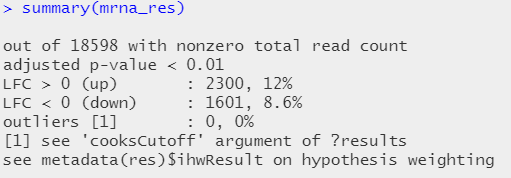 > summary(mrna_res)
out of 18598 with nonzero total read count
adjusted p-value < 0.01
LFC > 0 (up)       : 2300, 12%
LFC < 0 (down)     : 1601, 8.6%
outliers [1]       : 0, 0%
[1] see 'cooksCutoff' argument of ?results
see metadata(res)$ihwResult on hypothesis weighting